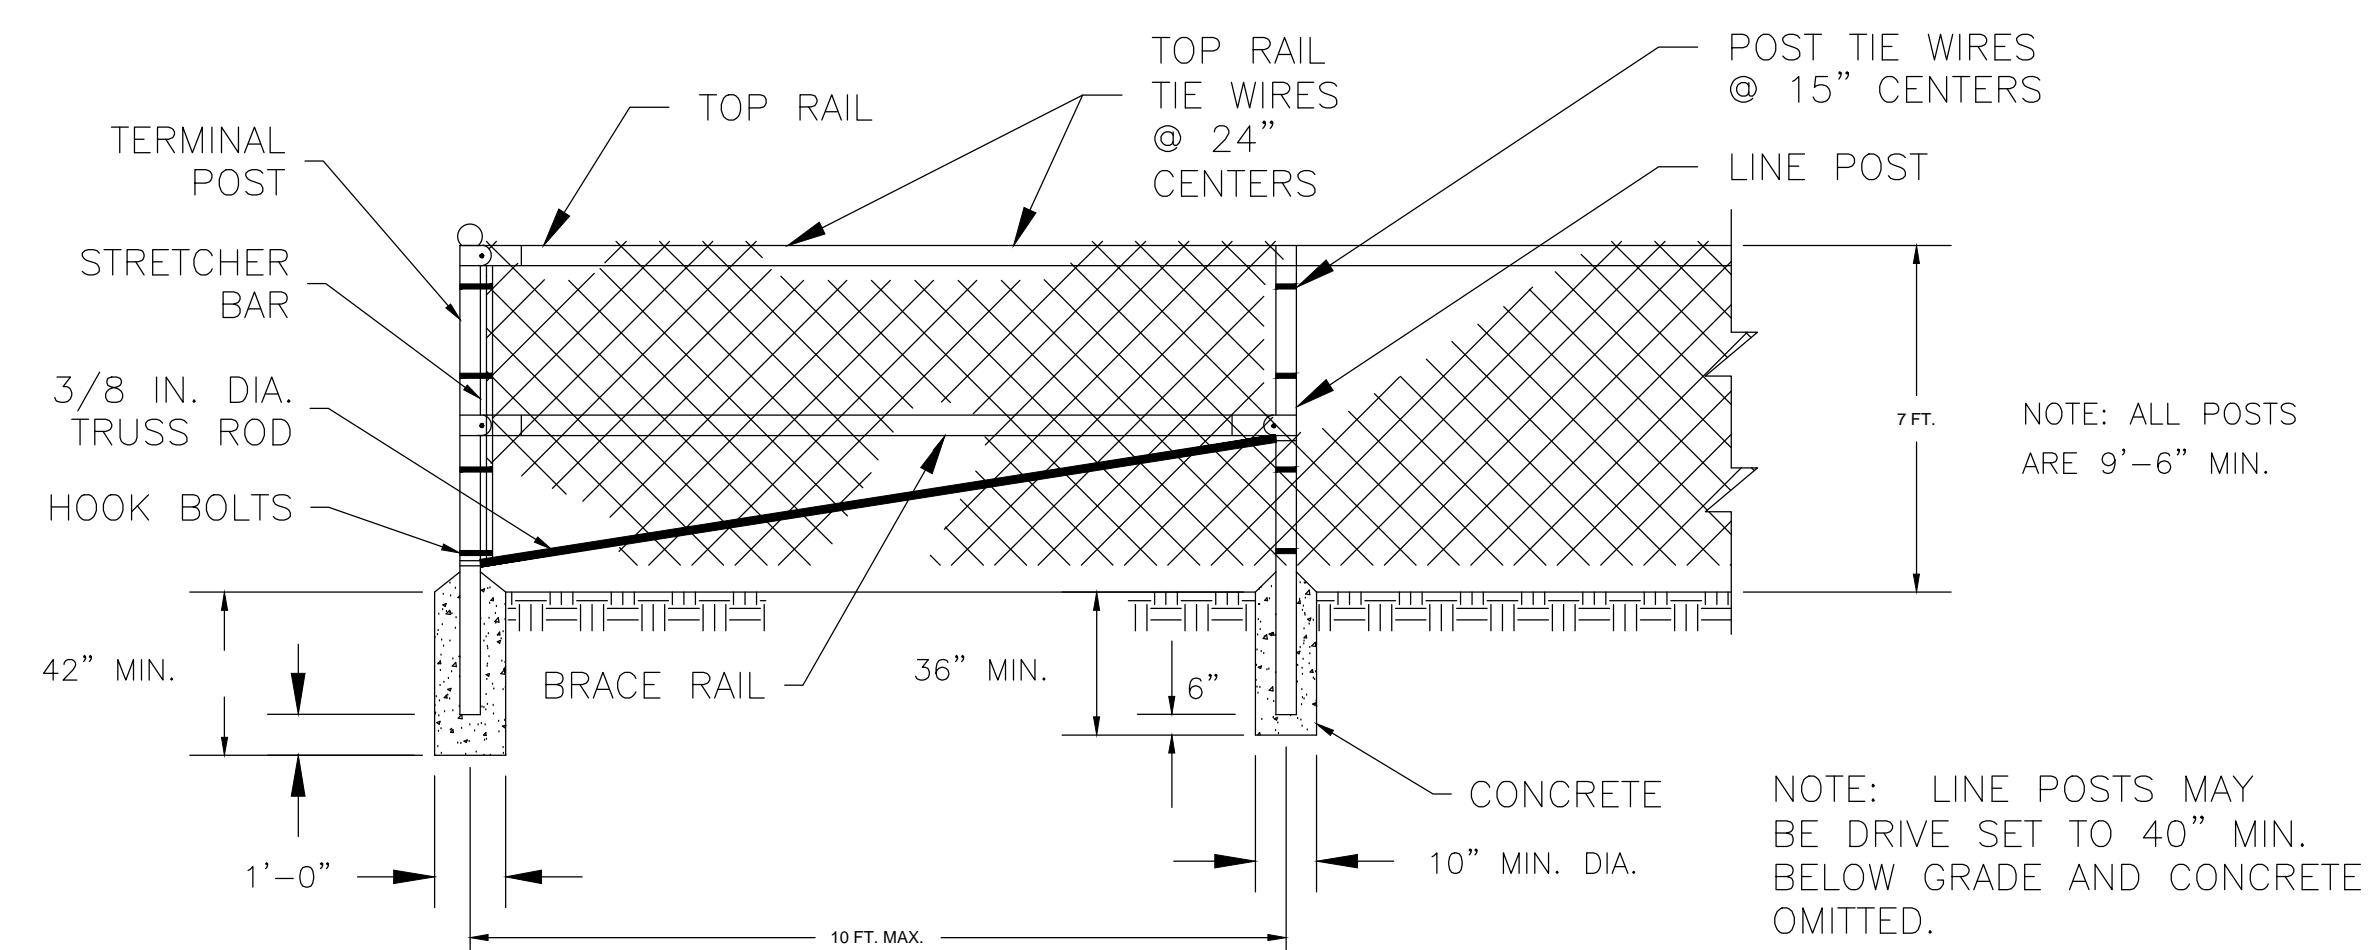 TOP RAIL
TIE WIRES
@ 24”
CENTERS
POST TIE WIRES
@ 15” CENTERS
TOP RAIL
TERMINAL
POST
LINE POST
STRETCHER
BAR
3/8 IN. DIA.
TRUSS ROD
7 FT.
NOTE: ALL POSTS
ARE 9’-6” MIN.
HOOK BOLTS
42” MIN.
BRACE RAIL
36” MIN.
6”
CONCRETE
1’-0”
10” MIN. DIA.
NOTE: LINE POSTS MAY
BE DRIVE SET TO 40” MIN.
BELOW GRADE AND CONCRETE
OMITTED.
10 FT. MAX.